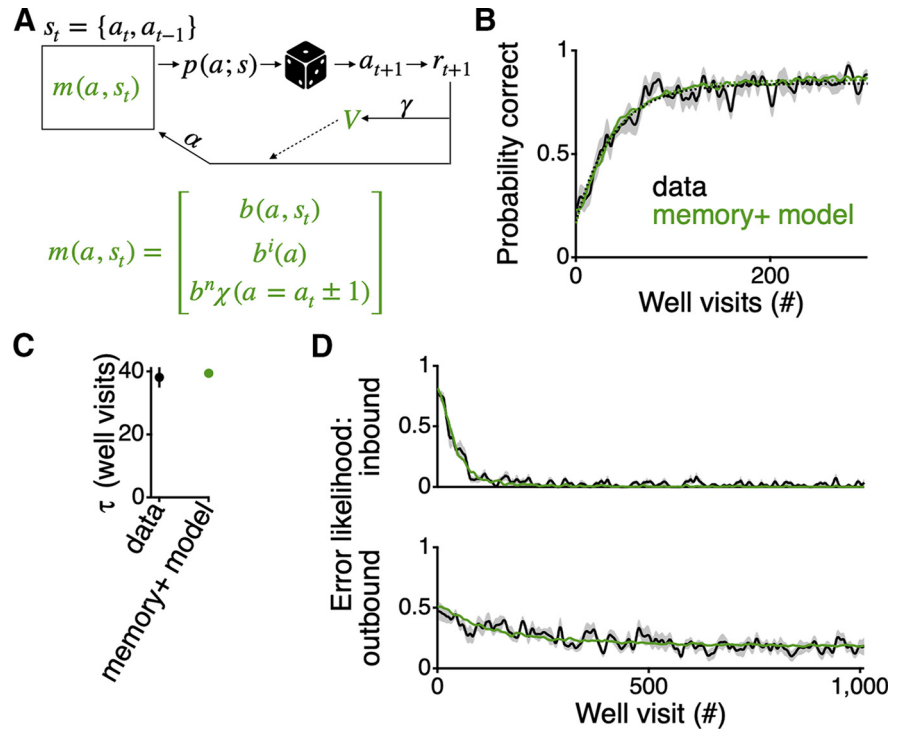 A
s_t = {a_t, a_{t−1}}
m(a, s_t)
p(a; s)
a_{t+1}
r_{t+1}
V
γ
α
m(a, s_t) =
b(a, s_t)
b^i(a)
b^n χ(a = a_t ± 1)
B
Probability correct
1
0.5
0
data
memory+ model
0
200
Well visits (#)
C
τ (well visits)
40
20
0
data
memory+ model
D
Error likelihood:
inbound
1
0.5
0
outbound
1
0.5
0
0
500
1,000
Well visit (#)